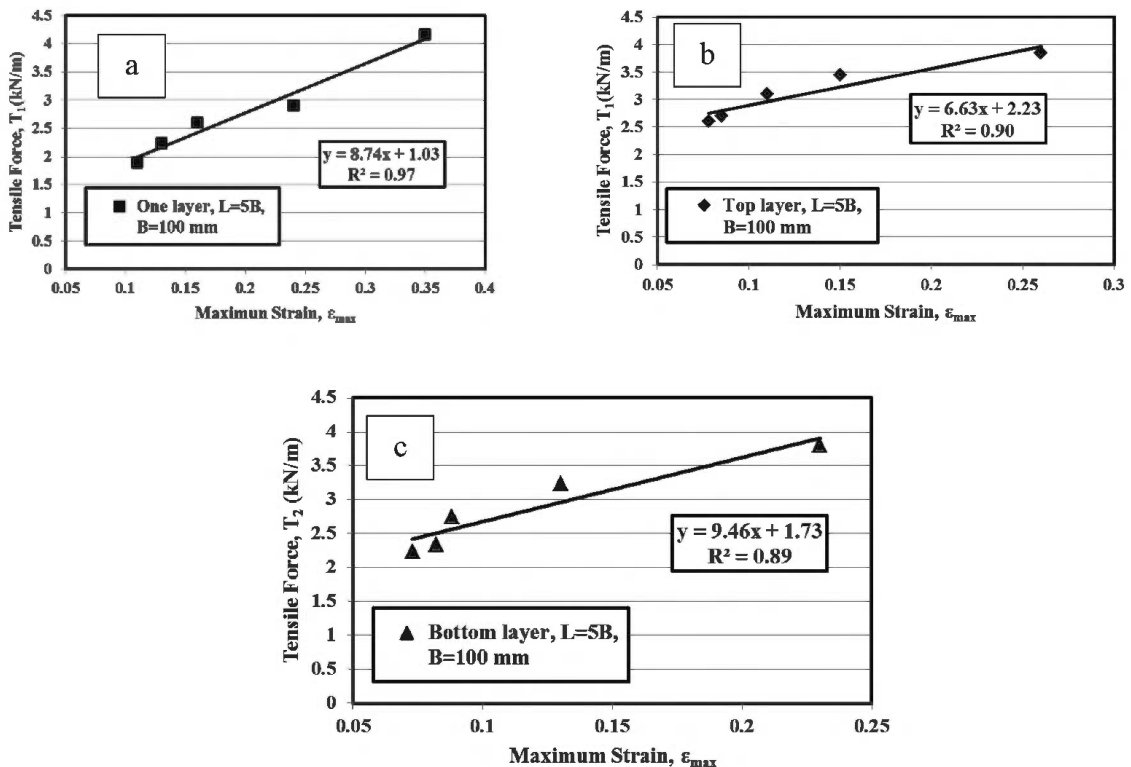 4.5
4
3.5
3
2.5
2
1.5
1
0.5
0
Tensile Force, T₁(kN/m)
a
y = 8.74x + 1.03
R² = 0.97
One layer, L=5B,
B=100 mm
0.05 0.1 0.15 0.2 0.25 0.3 0.35 0.4
Maximun Strain, ε_max
4.5
4
3.5
3
2.5
2
1.5
1
0.5
0
Tensile Force, T₁(kN/m)
b
y = 6.63x + 2.23
R² = 0.90
Top layer, L=5B,
B=100 mm
0.05 0.1 0.15 0.2 0.25 0.3
Maximum Strain, ε_max
4.5
4
3.5
3
2.5
2
1.5
1
0.5
0
Tensile Force, T₂ (kN/m)
c
y = 9.46x + 1.73
R² = 0.89
Bottom layer, L=5B,
B=100 mm
0.05 0.1 0.15 0.2 0.25
Maximum Strain, ε_max